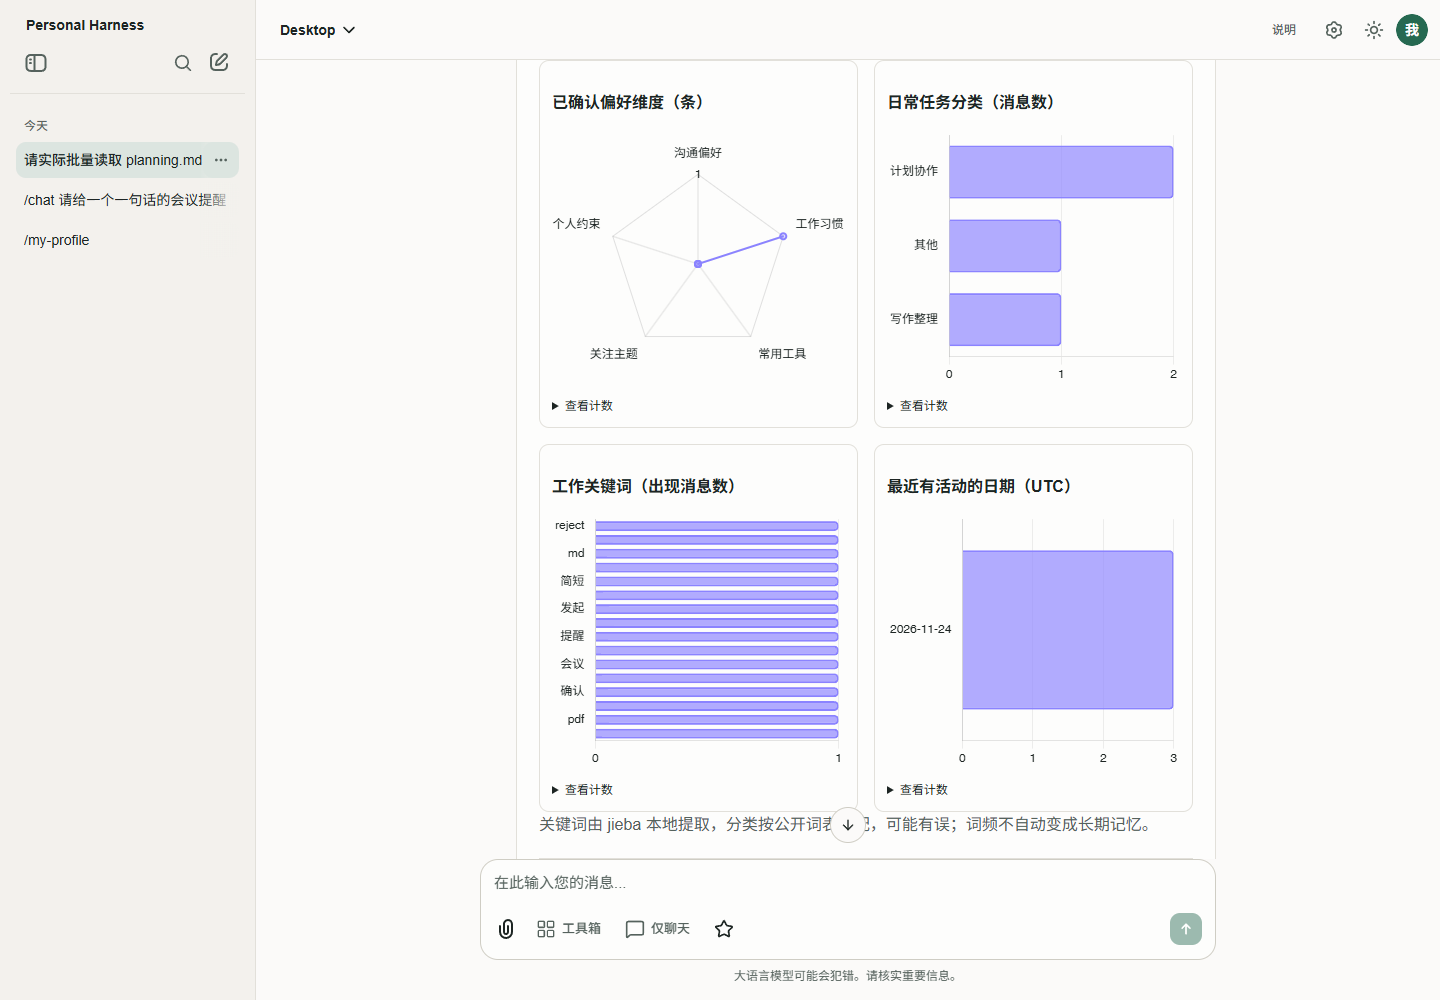 Personal Harness
今天
请实际批量读取 planning.md
/chat 请给一个一句话的会议提醒
/my-profile
Desktop
说明
我
已确认偏好维度（条）
沟通偏好
1
个人约束
工作习惯
关注主题
常用工具
查看计数
日常任务分类（消息数）
计划协作
其他
写作整理
0
1
2
查看计数
工作关键词（出现消息数）
reject
md
简短
发起
提醒
会议
确认
pdf
0
1
查看计数
最近有活动的日期（UTC）
2026-11-24
0
1
2
3
查看计数
关键词由 jieba 本地提取，分类按公开词表 ，可能有误；词频不自动变成长期记忆。
在此输入您的消息...
工具箱
仅聊天
大语言模型可能会犯错。请核实重要信息。